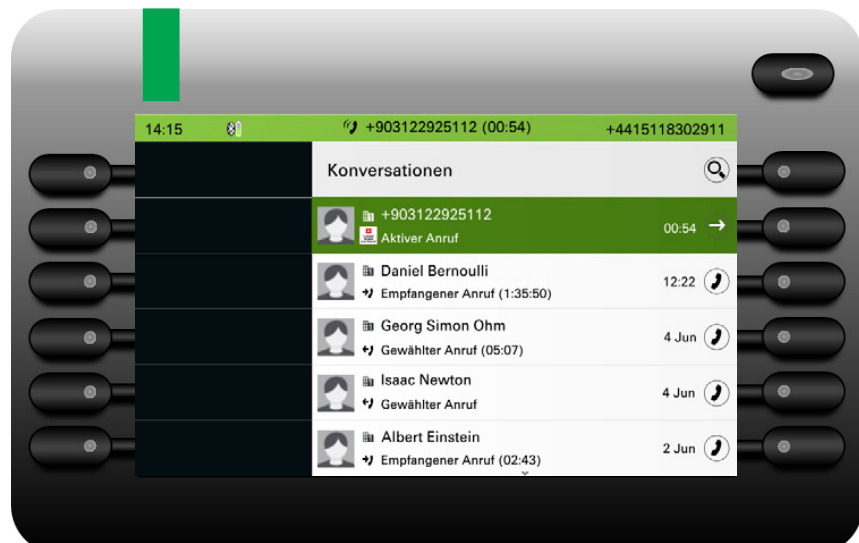 14:15
+903122925112 (00:54)
+4415118302911
Konversationen
+903122925112
Aktiver Anruf
00:54
Daniel Bernoulli
Empfangener Anruf (1:35:50)
12:22
Georg Simon Ohm
Gewählter Anruf (05:07)
4 Jun
Isaac Newton
Gewählter Anruf
4 Jun
Albert Einstein
Empfangener Anruf (02:43)
2 Jun